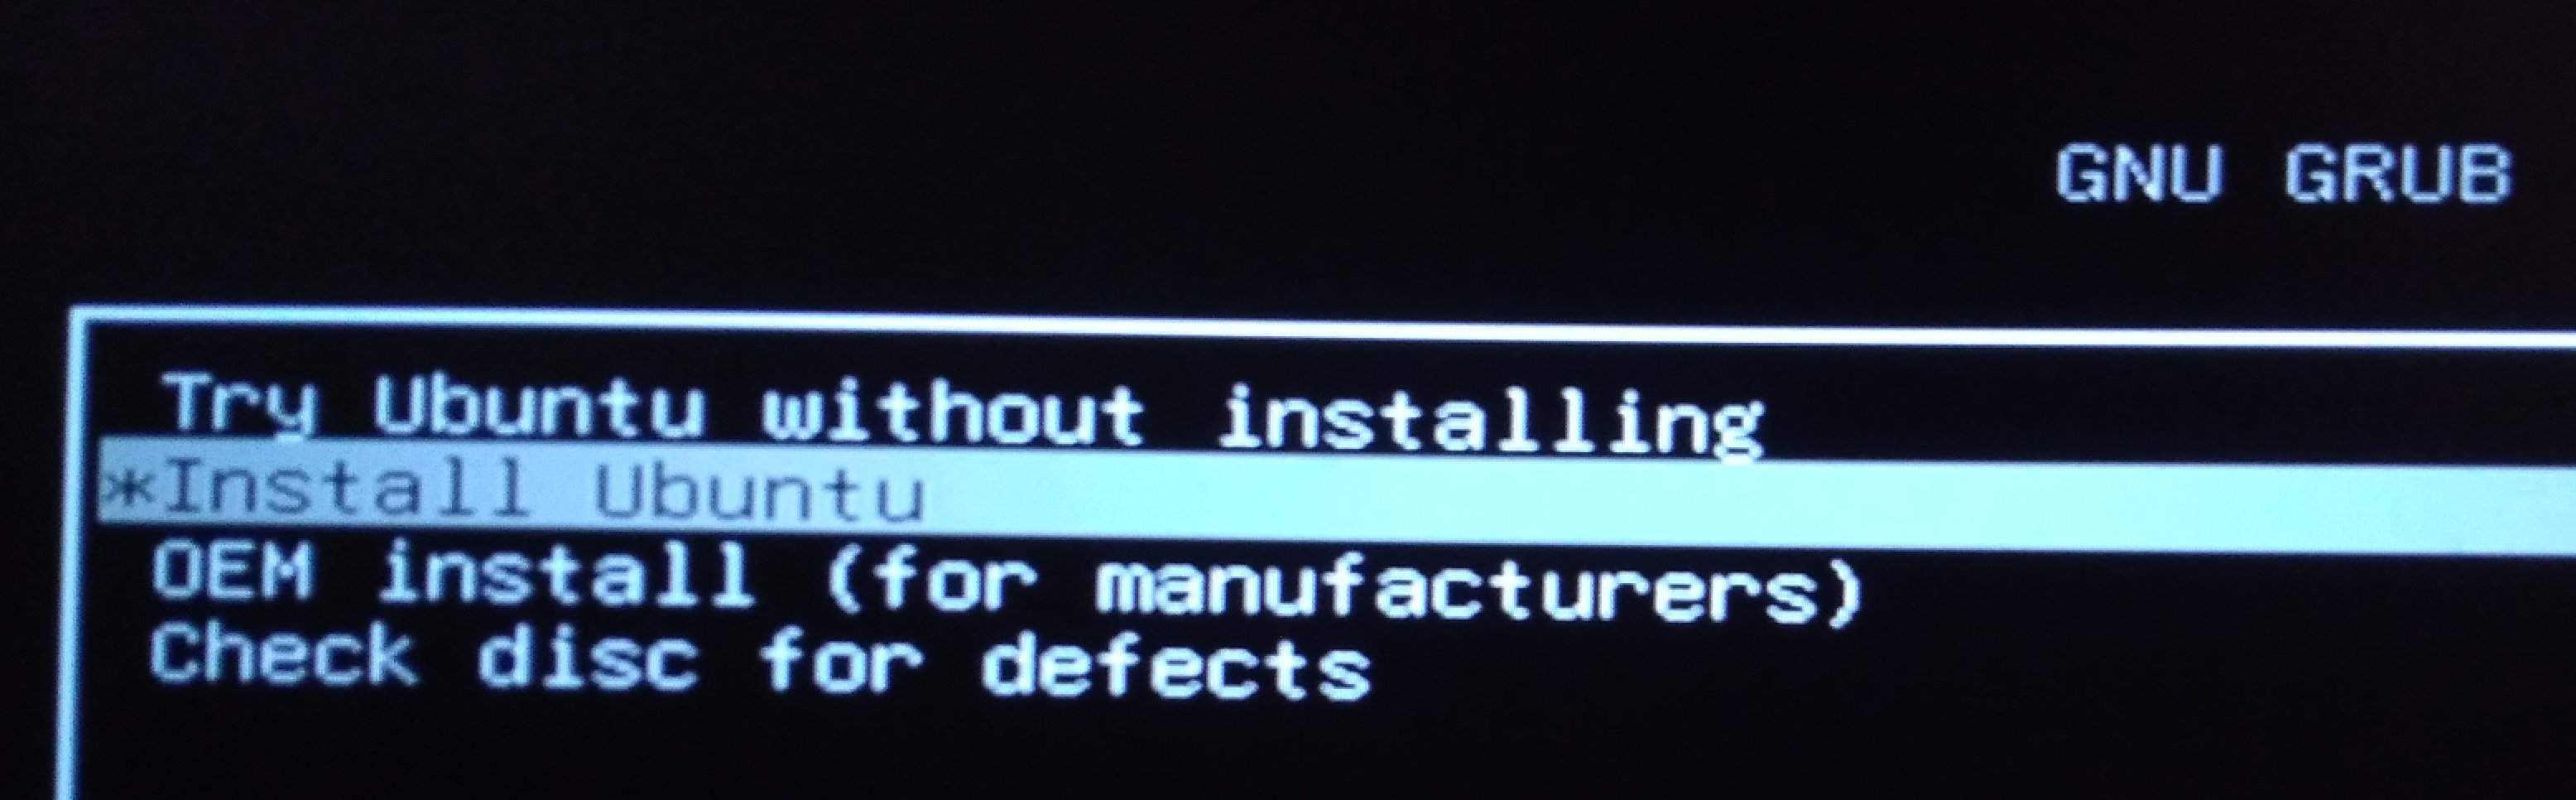 GNU GRUB
Try Ubuntu without installing
*Install Ubuntu
OEM install (for manufacturers)
Check disc for defects